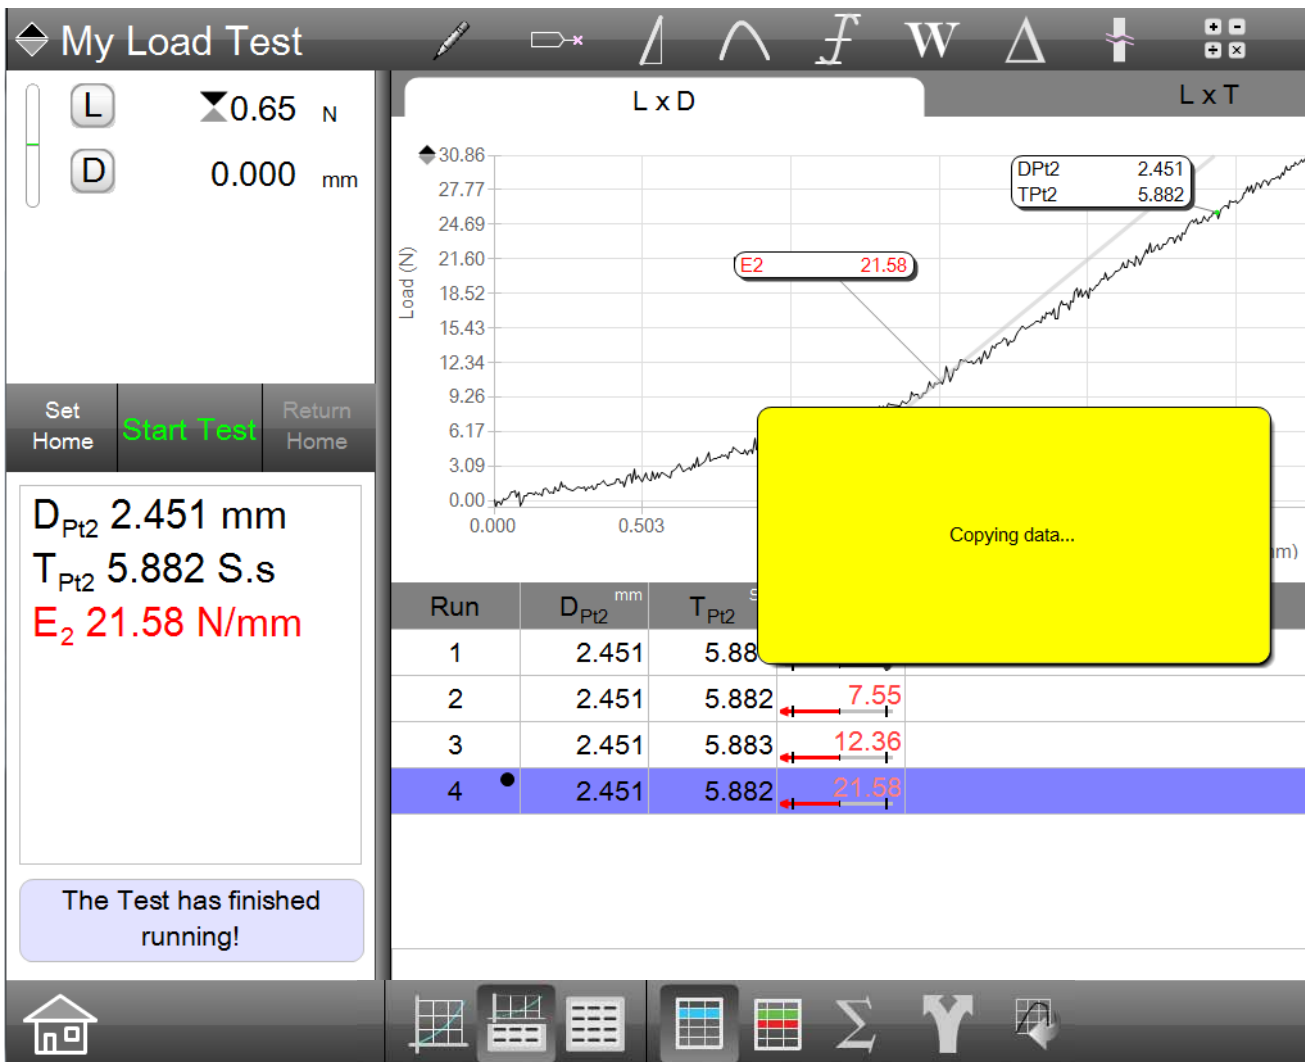 My Load Test
W
L 0.65 N
D 0.000 mm
Set Home
Start Test
Return Home
DPt2 2.451 mm
TPt2 5.882 S.s
E2 21.58 N/mm
The Test has finished
running!
L x D
L x T
30.86
27.77
24.69
21.60
18.52
15.43
12.34
9.26
6.17
3.09
0.00
Load (N)
0.000 0.503
DPt2 2.451
TPt2 5.882
E2 21.58
Copying data...
Run DPt2 mm TPt2
1 2.451 5.88
2 2.451 5.882 7.55
3 2.451 5.883 12.36
4 2.451 5.882 21.58